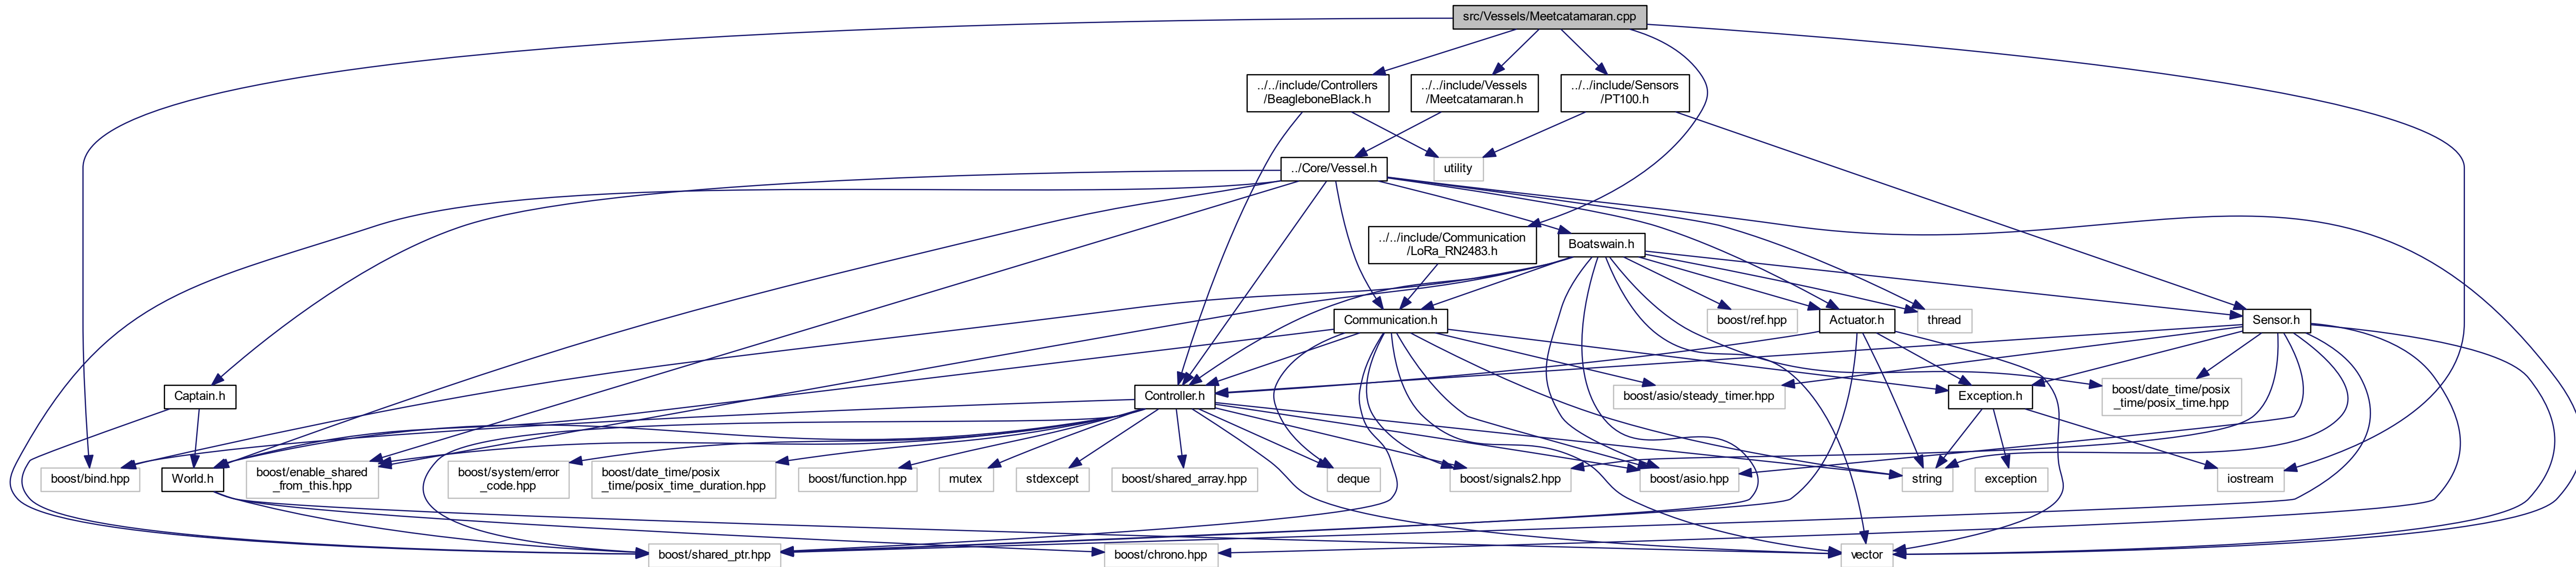 src/Vessels/Meetcatamaran.cpp
../../include/Controllers
/BeagleboneBlack.h
../../include/Vessels
/Meetcatamaran.h
../../include/Sensors
/PT100.h
../Core/Vessel.h
utility
../../include/Communication
/LoRa_RN2483.h
Boatswain.h
Communication.h
boost/ref.hpp
Actuator.h
thread
Sensor.h
Captain.h
Controller.h
boost/asio/steady_timer.hpp
Exception.h
boost/date_time/posix
_time/posix_time.hpp
boost/bind.hpp
World.h
boost/enable_shared
_from_this.hpp
boost/system/error
_code.hpp
boost/date_time/posix
_time/posix_time_duration.hpp
boost/function.hpp
mutex
stdexcept
boost/shared_array.hpp
deque
boost/signals2.hpp
boost/asio.hpp
string
exception
iostream
boost/shared_ptr.hpp
boost/chrono.hpp
vector